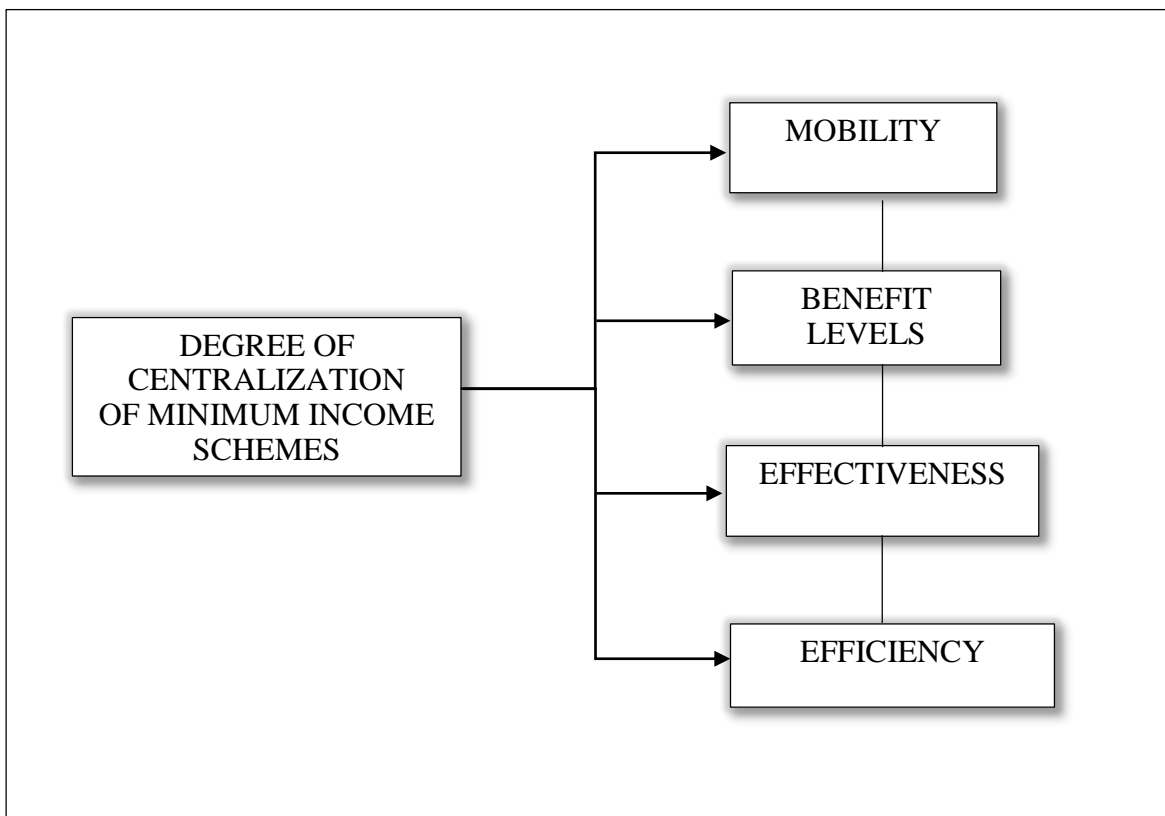 MOBILITY
BENEFIT
LEVELS
DEGREE OF
CENTRALIZATION
OF MINIMUM INCOME
SCHEMES
EFFECTIVENESS
EFFICIENCY